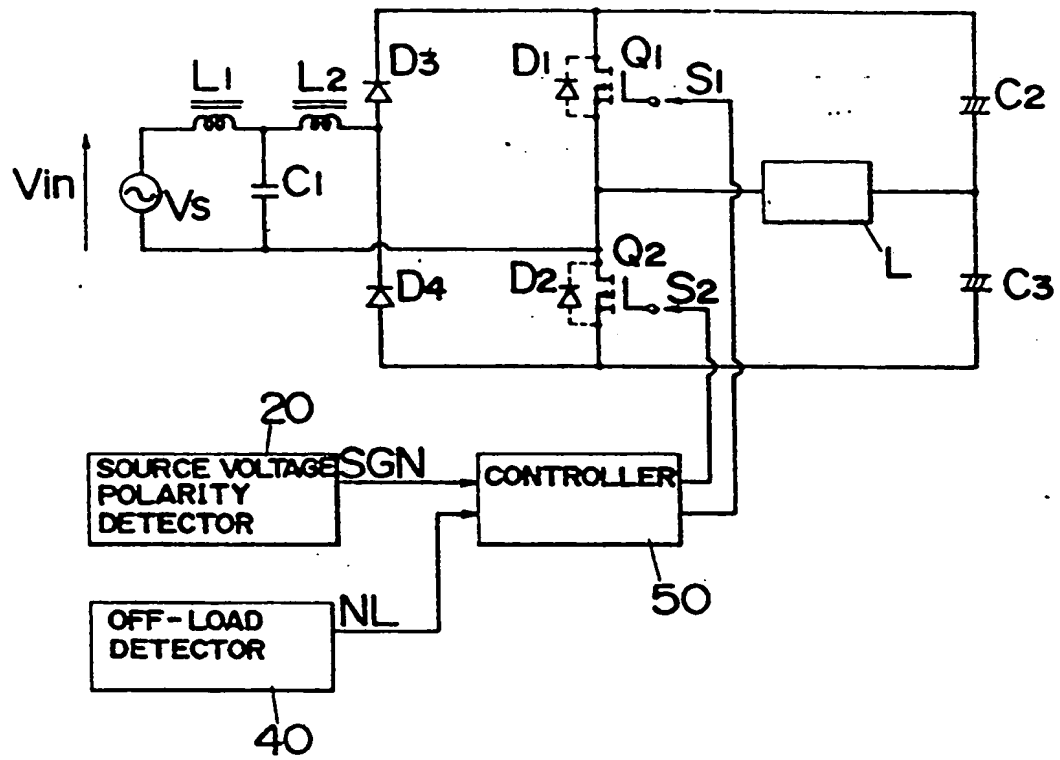 D3
D1
Q1
S1
C2
L1
L2
Vin
Vs
C1
L
D4
D2
Q2
S2
C3
20
SOURCE VOLTAGE
POLARITY
DETECTOR
SGN
CONTROLLER
50
OFF-LOAD
DETECTOR
NL
40